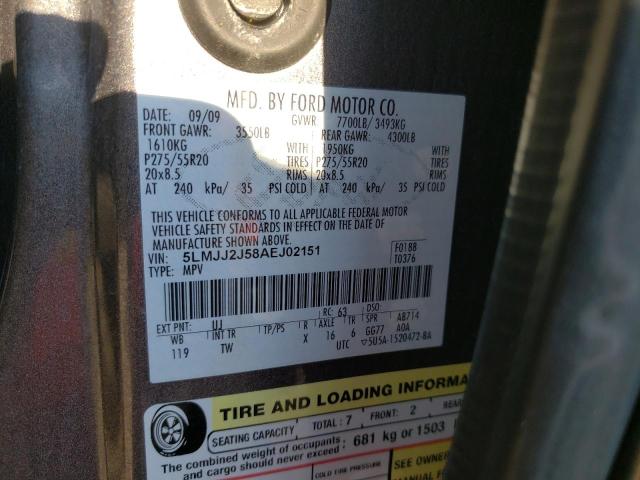 MFD. BY FORD MOTOR CO.
DATE: 09/09 GVWR: 7700LB/ 3493KG
FRONT GAWR: 3550LB REAR GAWR: 4300LB
1610KG WITH 1950KG WITH
P275/55R20 TIRES P275/55R20 TIRES
20x8.5 RIMS 20x8.5 RIMS
AT 240 kPa/ 35 PSI COLD AT 240 kPa/ 35 PSI COLD
THIS VEHICLE CONFORMS TO ALL APPLICABLE FEDERAL MOTOR
VEHICLE SAFETY STANDARDS IN EFFECT ON THE DATE OF
MANUFACTURE SHOWN ABOVE.
VIN: 5LMJJ2J58AEJ02151 F0188
TYPE: MPV T0376
EXT PNT: UJ RC: 63 DSO:
WB INT TR TP/PS R AXLE TR SPR AB714
119 TW X 16 6 GG77 A0A
UTC ▽5U5A-1520472-BA
TIRE AND LOADING INFORMA
SEATING CAPACITY TOTAL: 7 FRONT: 2 REAR
The combined weight of occupants
and cargo should never exceed: 681 kg or 1503
COLD TIRE PRESSURE SEE OWNER
MANUAL F